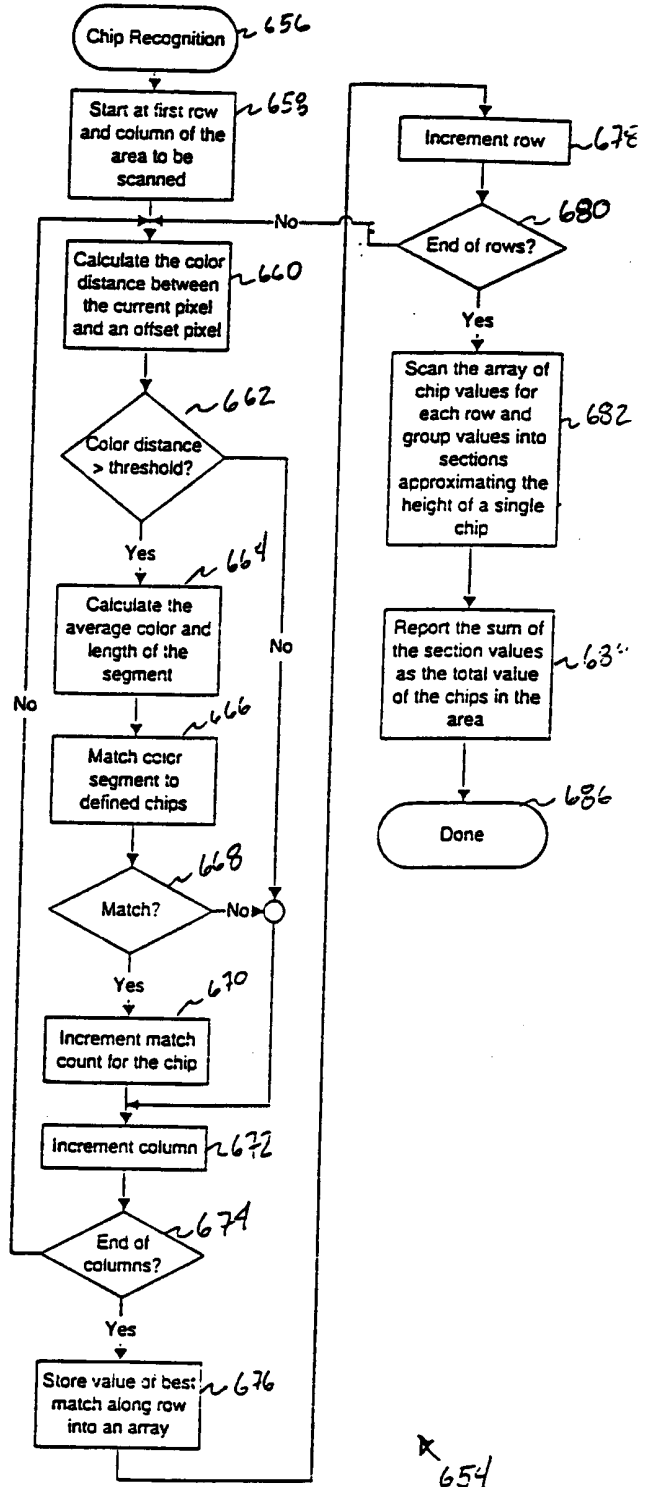 Chip Recognition
656
Start at first row
and column of the
area to be
scanned
658
Calculate the color
distance between
the current pixel
and an offset pixel
660
Color distance
> threshold?
662
No
Yes
Calculate the
average color and
length of the
segment
664
Match color
segment to
defined chips
666
Match?
668
No
Yes
Increment match
count for the chip
670
Increment column
672
End of
columns?
674
No
Yes
Store value of best
match along row
into an array
676
Increment row
678
End of rows?
680
No
Yes
Scan the array of
chip values for
each row and
group values into
sections
approximating the
height of a single
chip
682
Report the sum of
the section values
as the total value
of the chips in the
area
Done
686
654